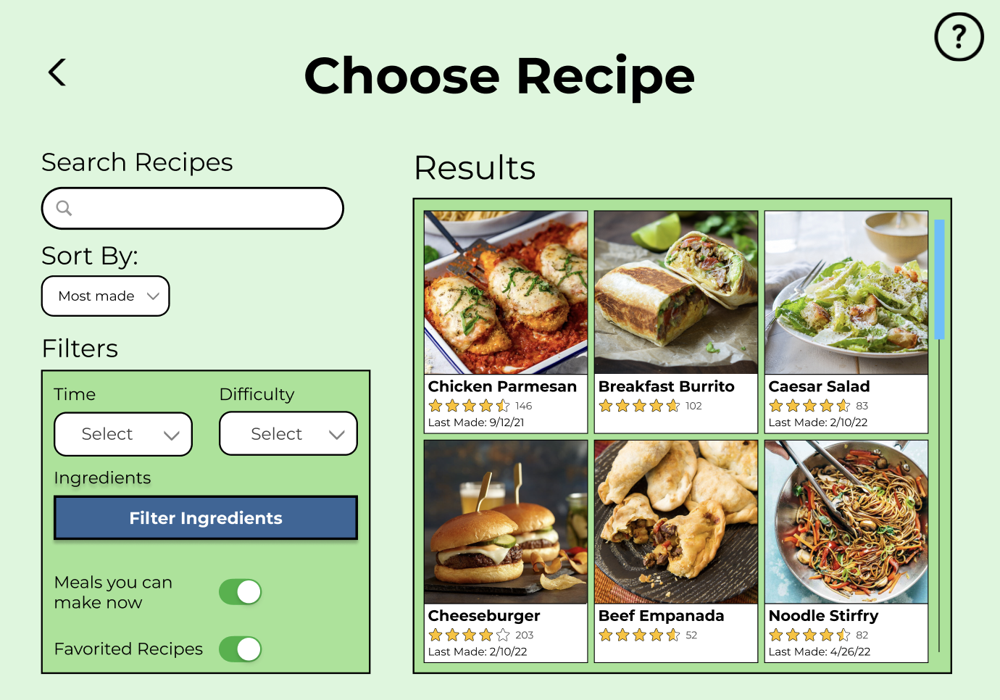 ?
Choose Recipe
Search Recipes
Sort By:
Most made
Filters
Time
Difficulty
Select
Select
Ingredients
Filter Ingredients
Meals you can
make now
Favorited Recipes
Results
Chicken Parmesan
146
Last Made: 9/12/21
Breakfast Burrito
102
Caesar Salad
83
Last Made: 2/10/22
Cheeseburger
203
Last Made: 2/10/22
Beef Empanada
52
Noodle Stirfry
82
Last Made: 4/26/22